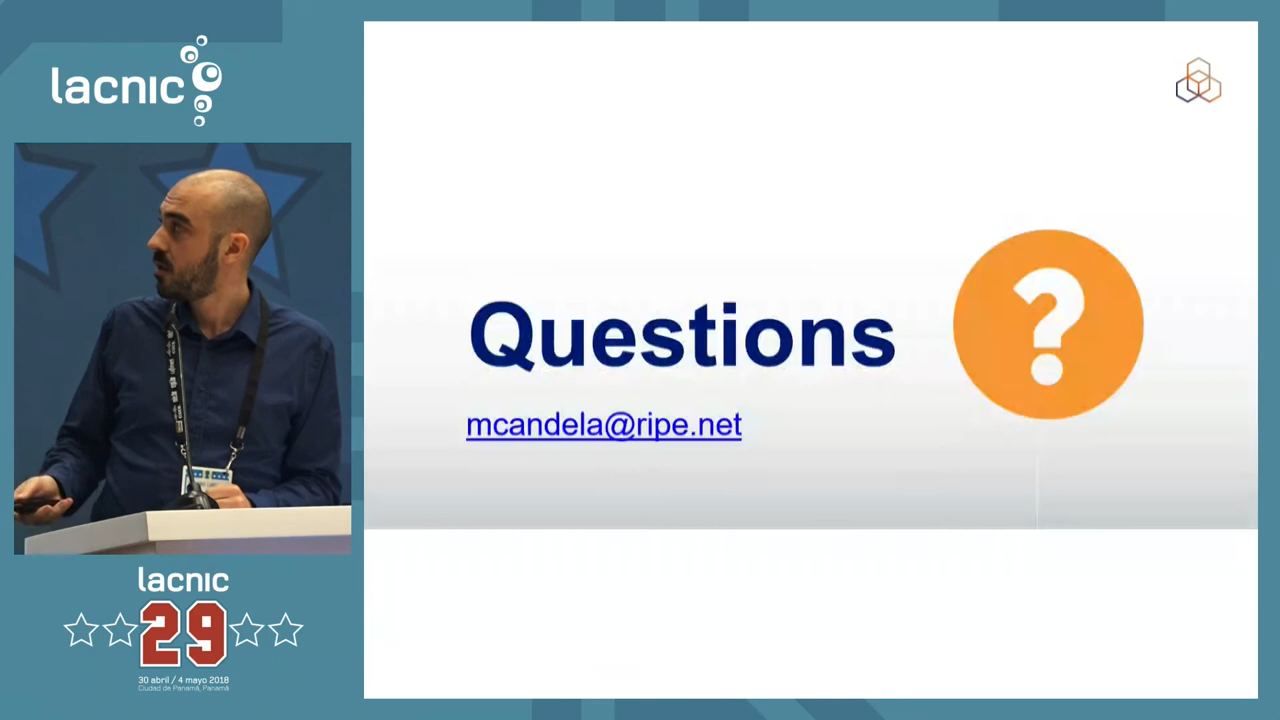 lacnic
Questions
?
mcandela@ripe.net
lacnic
29
30 abril / 4 mayo 2018
Ciudad de Panamá, Panamá